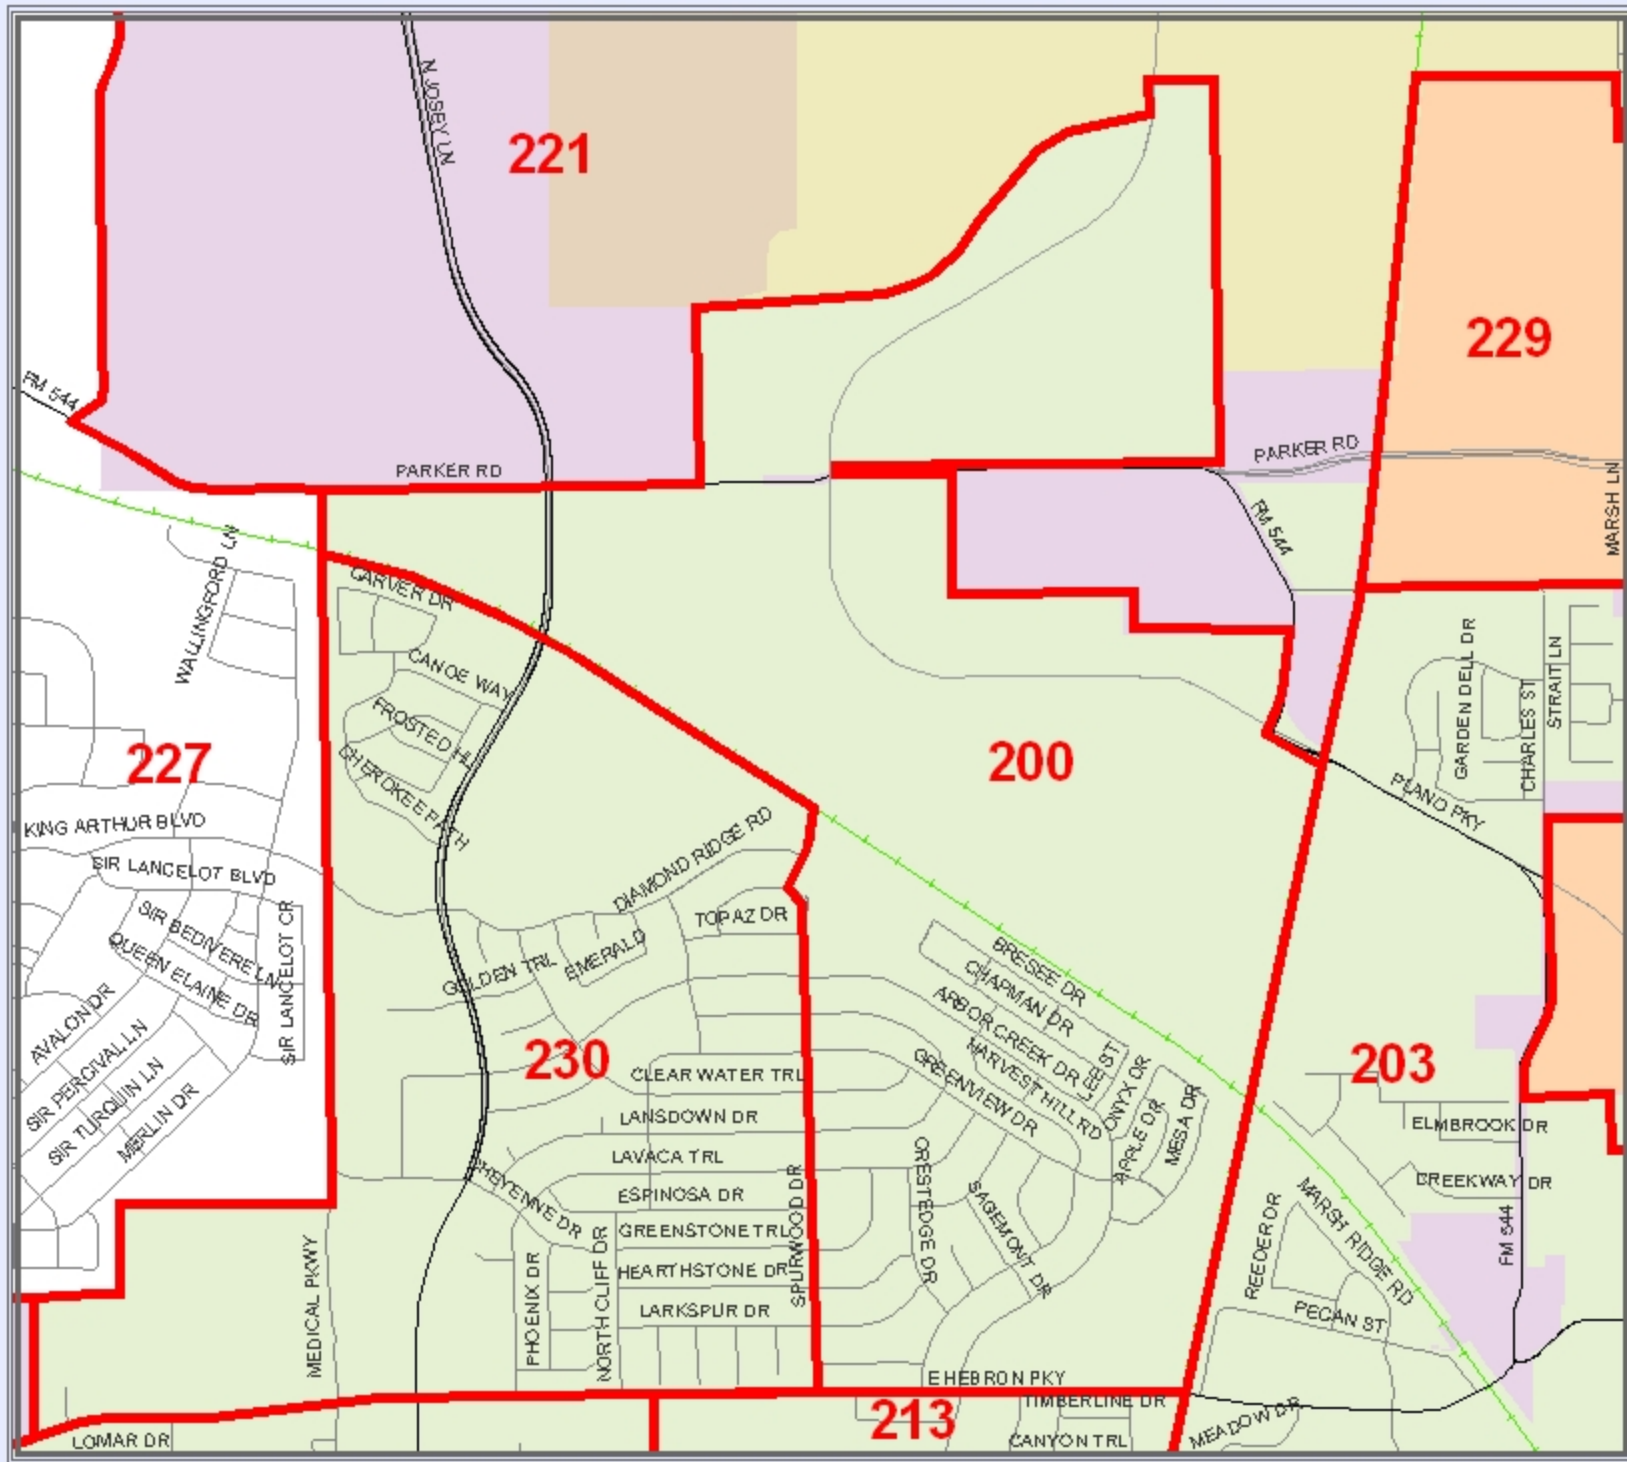 N JOSEY LN
221
229
FM 544
PARKER RD
PARKER RD
MARSH LN
FM 544
WALLINGFORD LN
CARVER DR
CANOE WAY
FROSTED HL
CHEROKEE PATH
227
200
GARDEN DELL DR
CHARLES ST
STRAIT LN
PLANO PKY
KING ARTHUR BLVD
SIR LANCELOT BLVD
SIR BEDIVERE LN
QUEEN ELAINE DR
SIR LANCELOT CR
AVALON DR
SIR PERCIVAL LN
SIR TURQUIN LN
MERLIN DR
DIAMOND RIDGE RD
TOPAZ DR
GOLDEN TRL
EMERALD
BRESEE DR
CHAPMAN DR
ARBOR CREEK DR
HARVEST HILL RD
LEE ST
ONYX DR
APPLE DR
MESA DR
GREENVIEW DR
230
203
CLEAR WATER TRL
LANSDOWN DR
LAVACA TRL
ESPINOSA DR
GREENSTONE TRL
HEARTHSTONE DR
LARKSPUR DR
CHEYENNE DR
PHOENIX DR
NORTHCLIFF DR
SPURWOOD DR
CRESTEDGE DR
SAGEMONT DR
ELMBROOK DR
CREEKWAY DR
MARSH RIDGE RD
REEDER DR
PECAN ST
FM 544
MEDICAL PKWY
E HEBRON PKY
TIMBERLINE DR
213
CANYON TRL
MEADOW DR
LOMAR DR